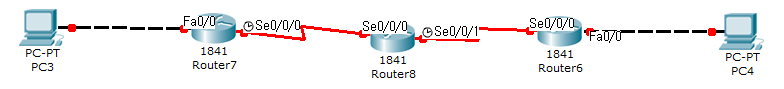 Fa0/0
Se0/0/0
Se0/0/0
Se0/0/1
Se0/0/0
Fa0/0
PC-PT
PC3
1841
Router7
1841
Router8
1841
Router6
PC-PT
PC4